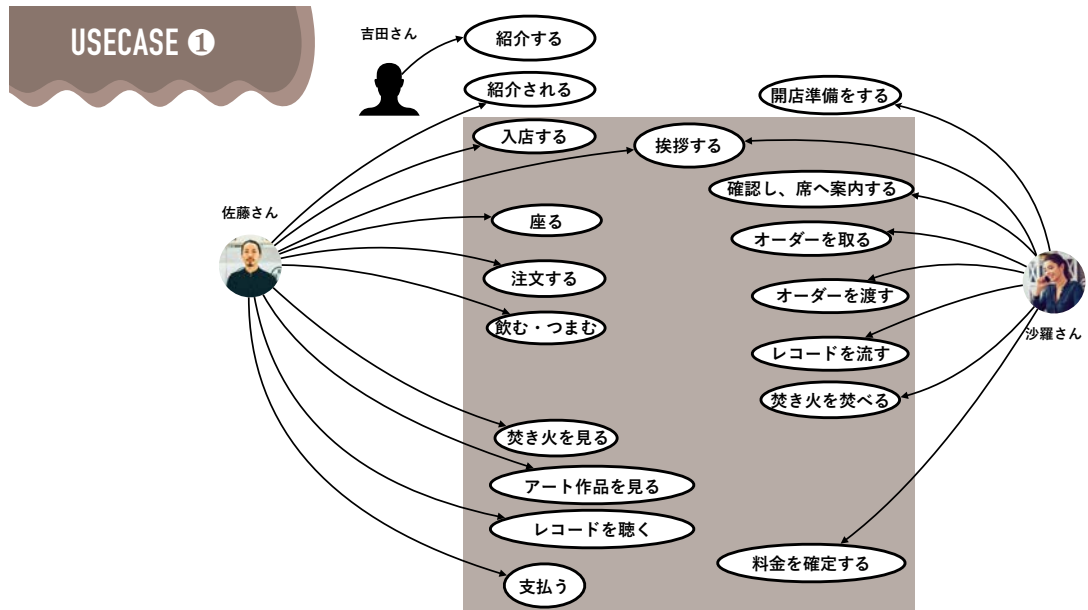 USECASE ❶
吉田さん
紹介する
紹介される
開店準備をする
入店する
挨拶する
確認し、席へ案内する
佐藤さん
座る
オーダーを取る
注文する
オーダーを渡す
飲む・つまむ
沙羅さん
レコードを流す
焚き火を焚べる
焚き火を見る
アート作品を見る
レコードを聴く
料金を確定する
支払う